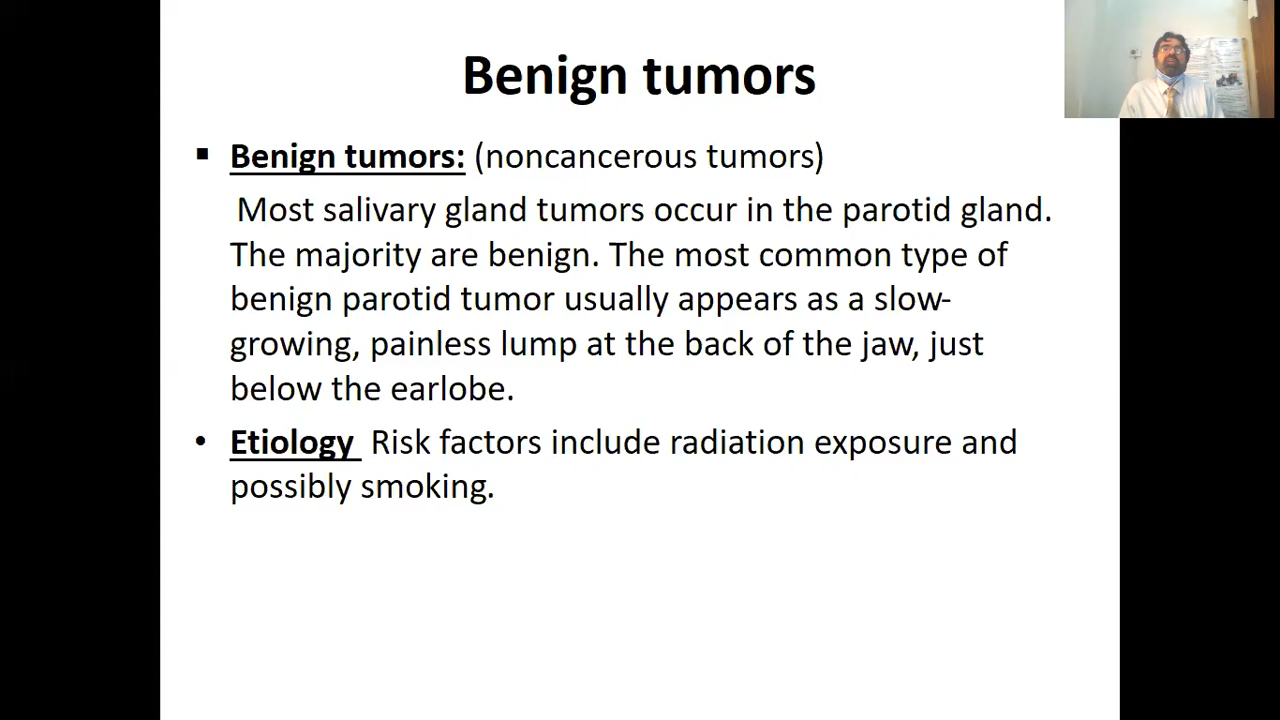 Benign tumors
▪ Benign tumors: (noncancerous tumors)
Most salivary gland tumors occur in the parotid gland.
The majority are benign. The most common type of
benign parotid tumor usually appears as a slow-
growing, painless lump at the back of the jaw, just
below the earlobe.
• Etiology Risk factors include radiation exposure and
possibly smoking.